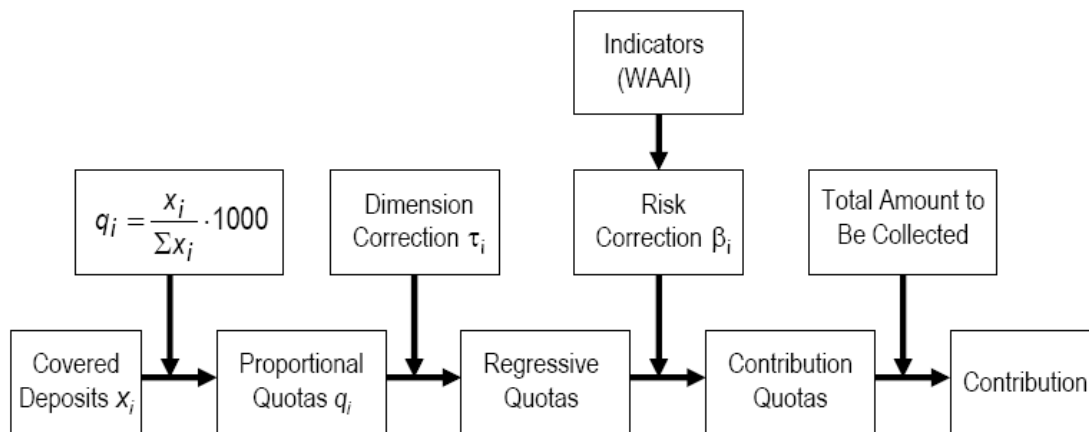 Indicators
(WAAI)
q_i = x_i / Σx_i · 1000
Dimension
Correction τ_i
Risk
Correction β_i
Total Amount to
Be Collected
Covered
Deposits x_i
Proportional
Quotas q_i
Regressive
Quotas
Contribution
Quotas
Contribution